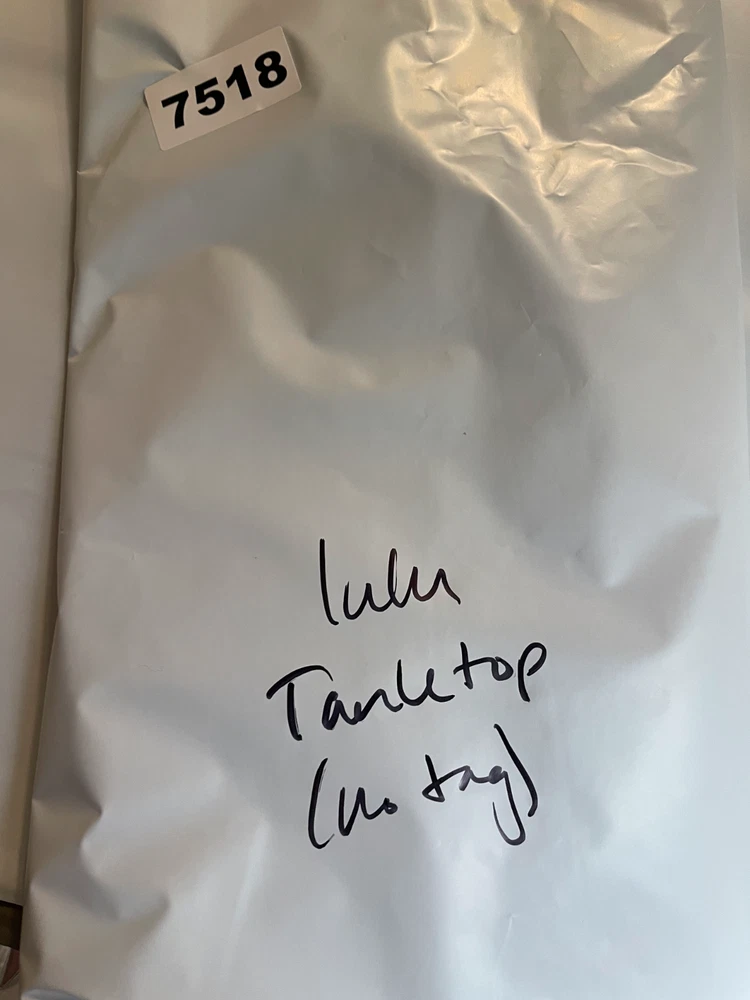 7518
lulu
Tanktop
(no tag)